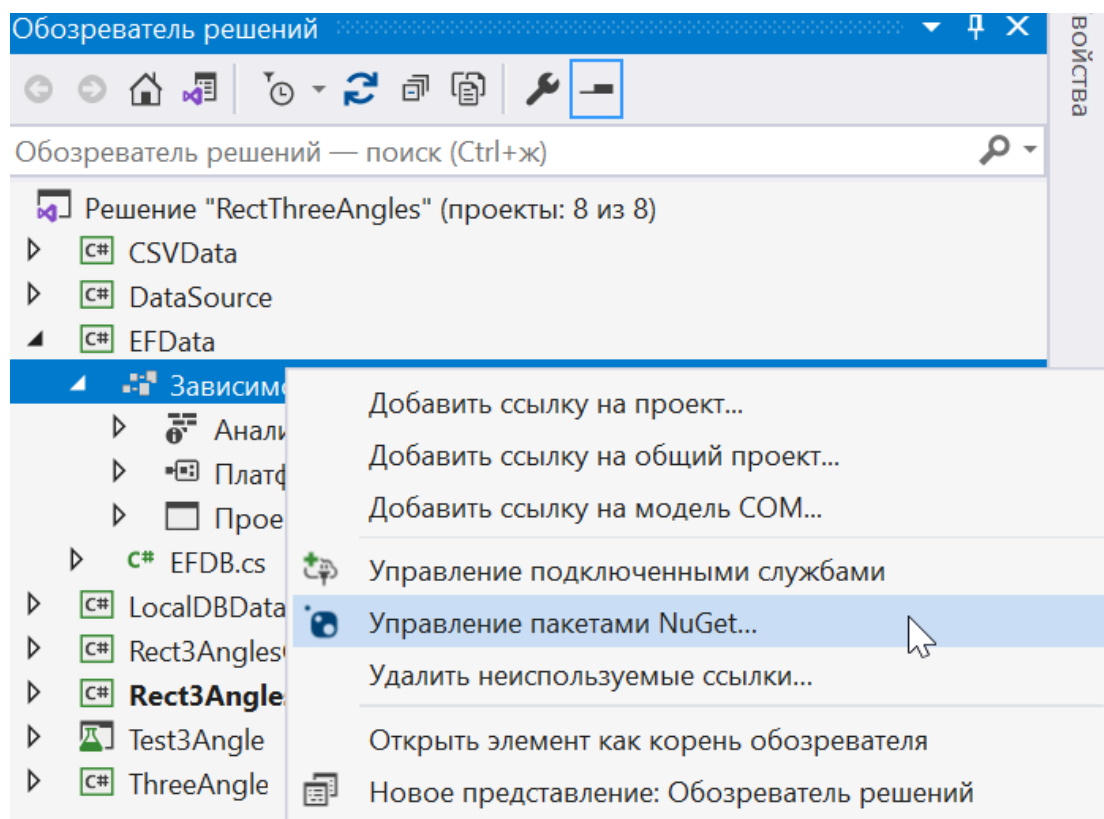 Обозреватель решений
войства
Обозреватель решений — поиск (Ctrl+ж)
Решение "RectThreeAngles" (проекты: 8 из 8)
C# CSVData
C# DataSource
C# EFData
Зависим
Анали
Платф
Прое
C# EFDB.cs
C# LocalDBData
C# Rect3Angles
C# Rect3Angle
Test3Angle
C# ThreeAngle
Добавить ссылку на проект...
Добавить ссылку на общий проект...
Добавить ссылку на модель COM...
Управление подключенными службами
Управление пакетами NuGet...
Удалить неиспользуемые ссылки...
Открыть элемент как корень обозревателя
Новое представление: Обозреватель решений